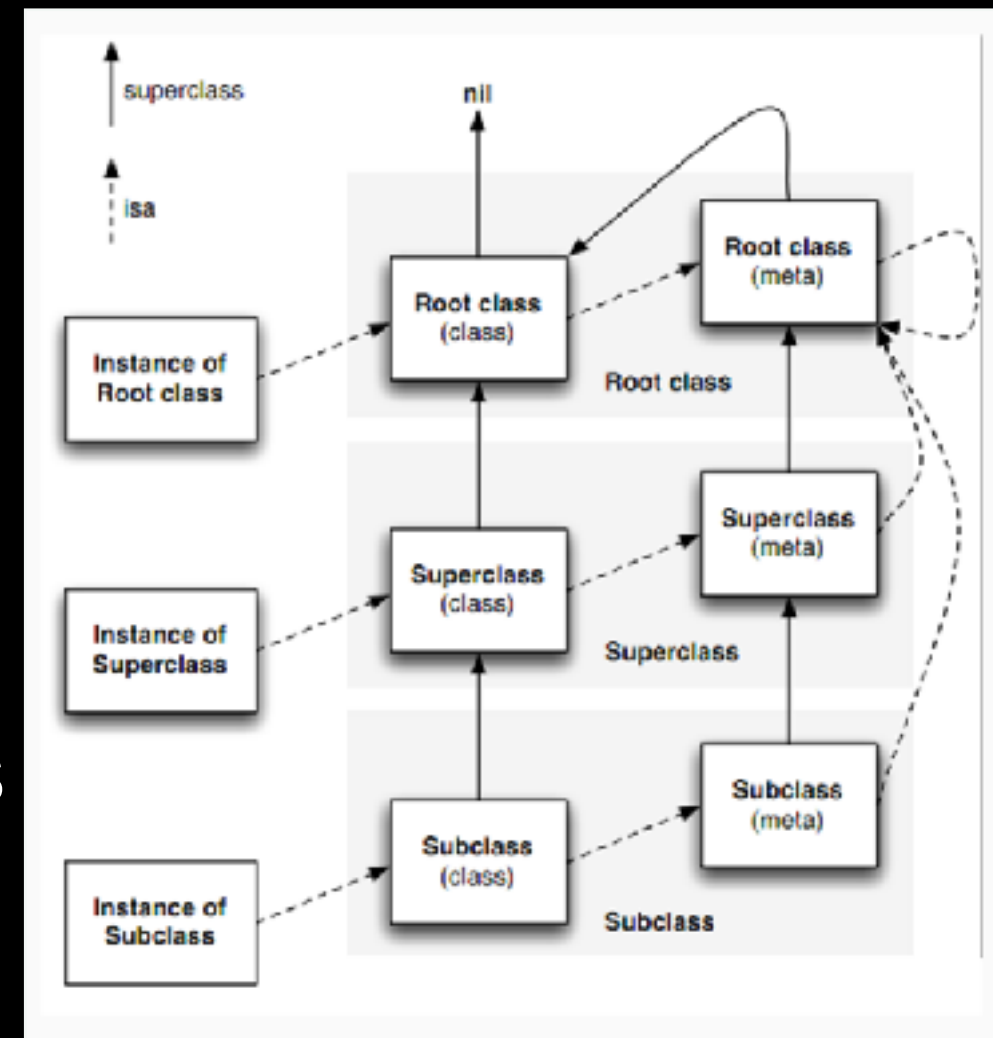 superclass
isa
nil
Root class
(meta)
Root class
(class)
Root class
Instance of
Root class
Superclass
(meta)
Superclass
(class)
Superclass
Instance of
Superclass
Subclass
(meta)
Subclass
(class)
Subclass
Instance of
Subclass
s